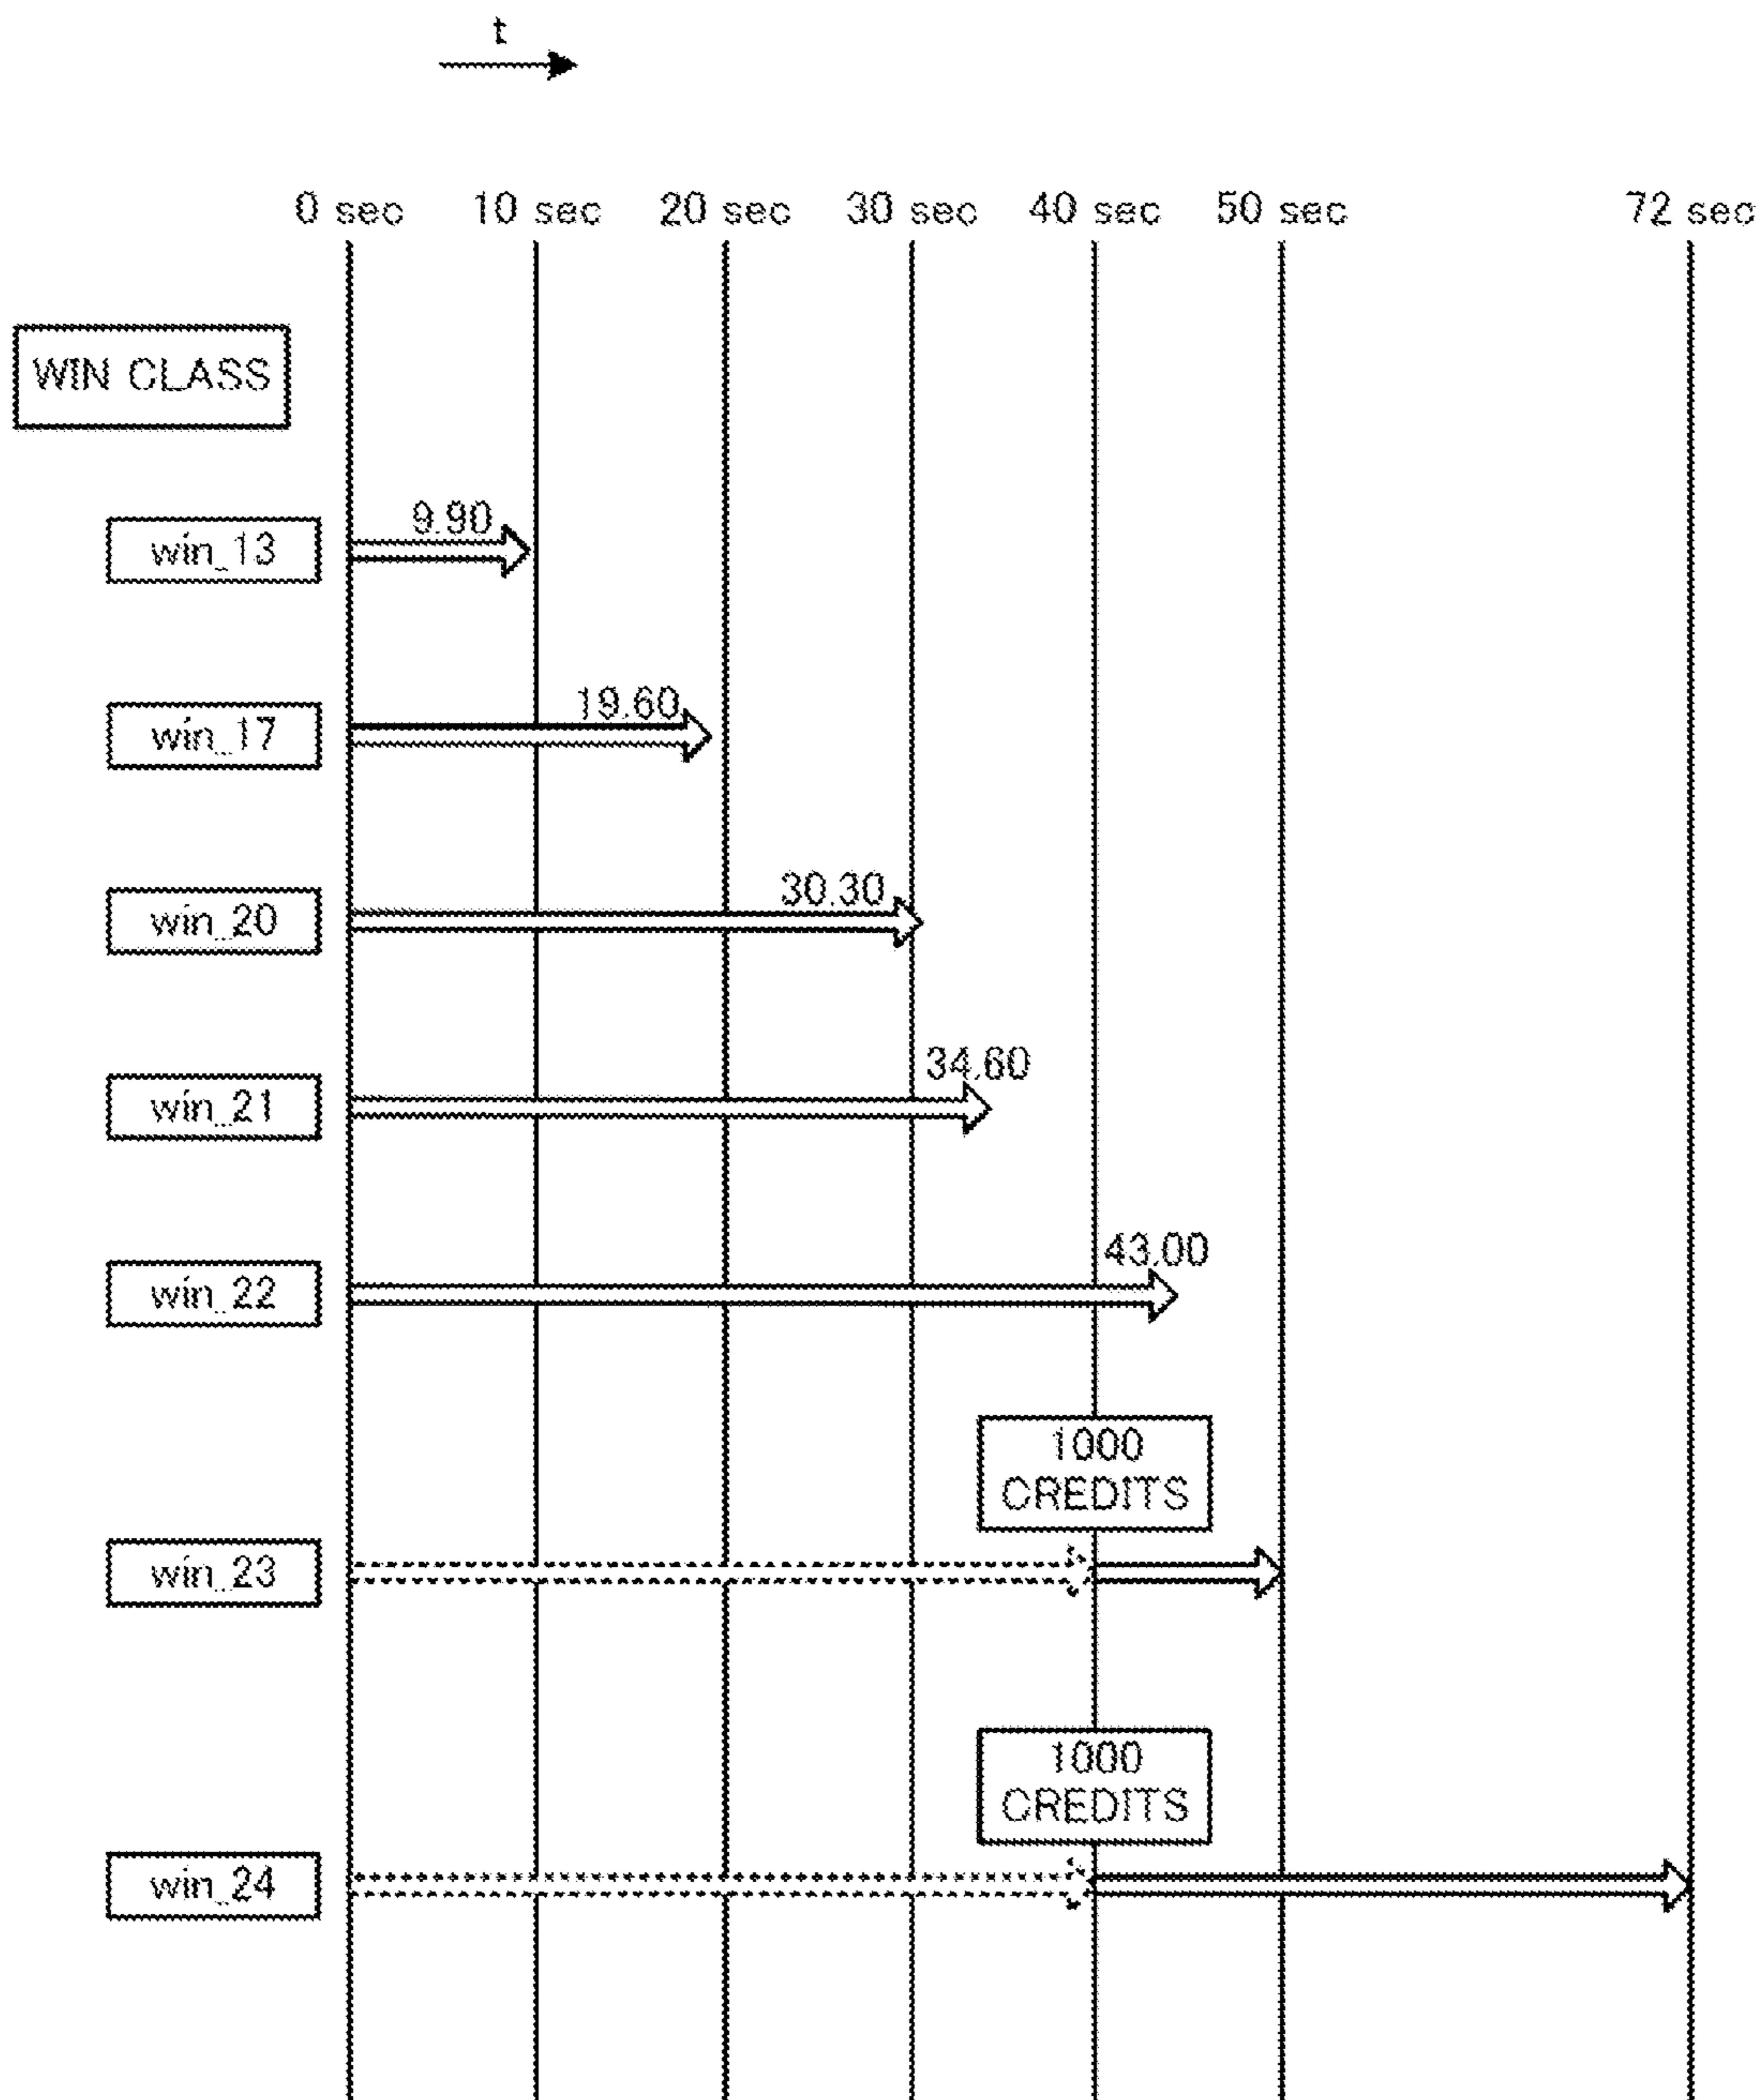 t
0 sec 10 sec 20 sec 30 sec 40 sec 50 sec 72 sec
WIN CLASS
9.90
win_13
19.60
win_17
30.30
win_20
34.60
win_21
43.00
win_22
1000
CREDITS
win_23
1000
CREDITS
win_24